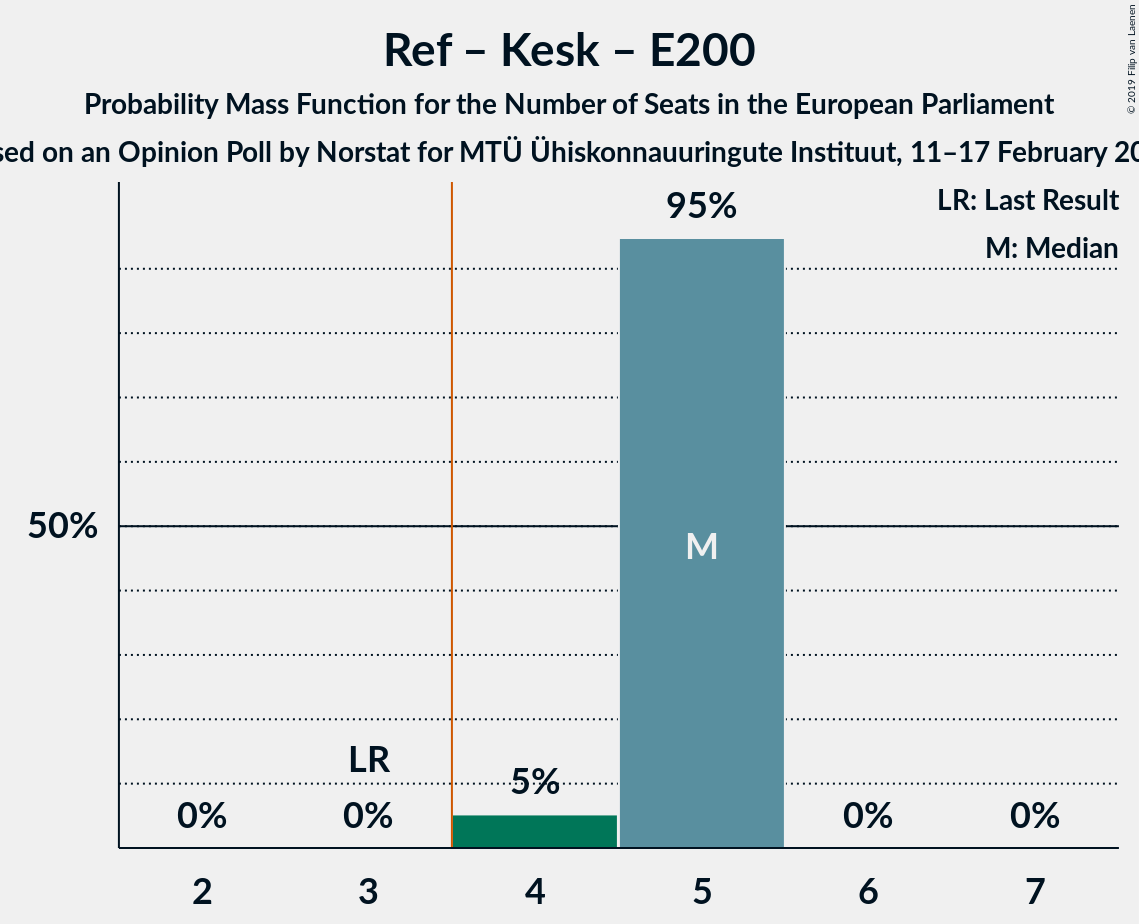 Ref – Kesk – E200
Probability Mass Function for the Number of Seats in the European Parliament
on an Opinion Poll by Norstat for MTÜ Ühiskonnauuringute Instituut, 11–17 February
© 2019 Filip van Laenen
LR: Last Result
M: Median
95%
50%
M
LR
5%
0%
0%
0%
0%
2
3
4
5
6
7